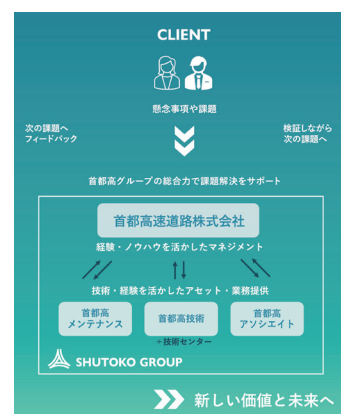 CLIENT
懸念事項や課題
次の課題へ
フィードバック
検証しながら
次の課題へ
首都高グループの総合力で課題解決をサポート
首都高速道路株式会社
経験・ノウハウを活かしたマネジメント
技術・経験を活かしたアセット・業務提供
首都高
メンテナンス
首都高技術
首都高
アソシエイト
+技術センター
SHUTOKO GROUP
新しい価値と未来へ